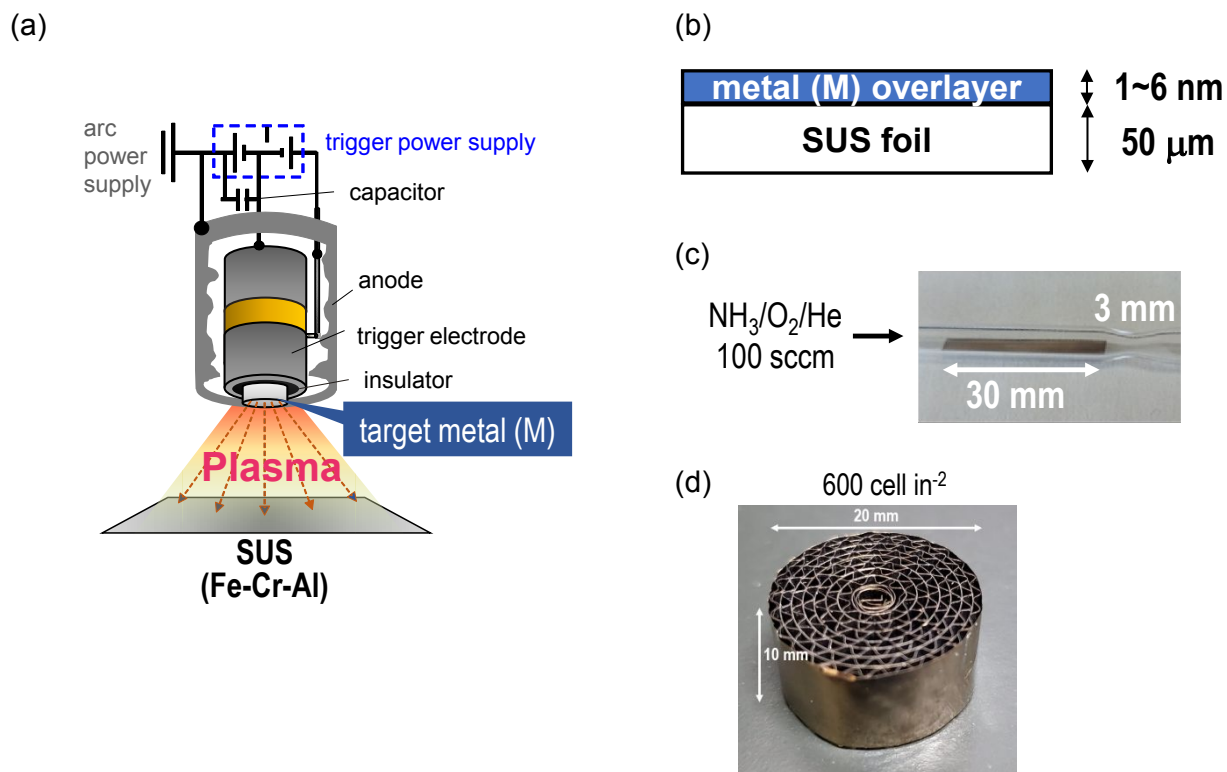 (a)
arc
power
supply
trigger power supply
capacitor
anode
trigger electrode
insulator
target metal (M)
Plasma
SUS
(Fe-Cr-Al)
(b)
metal (M) overlayer
1~6 nm
SUS foil
50 μm
(c)
NH₃/O₂/He
100 sccm
3 mm
30 mm
(d)
600 cell in⁻²
20 mm
10 mm